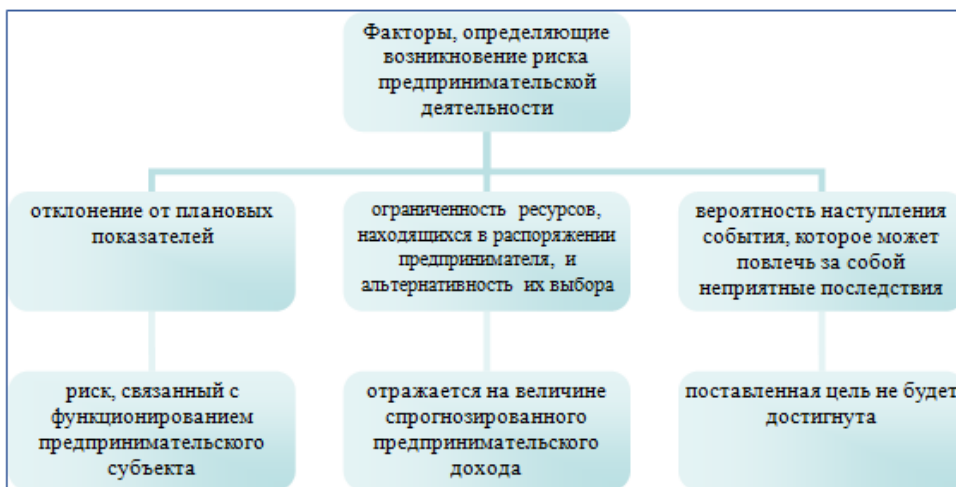 Факторы, определяющие
возникновение риска
предпринимательской
деятельности
отклонение от плановых
показателей
ограниченность ресурсов,
находящихся в распоряжении
предпринимателя, и
альтернативность их выбора
вероятность наступления
события, которое может
повлечь за собой
неприятные последствия
риск, связанный с
функционированием
предпринимательского
субъекта
отражается на величине
спрогнозированного
предпринимательского
дохода
поставленная цель не будет
достигнута